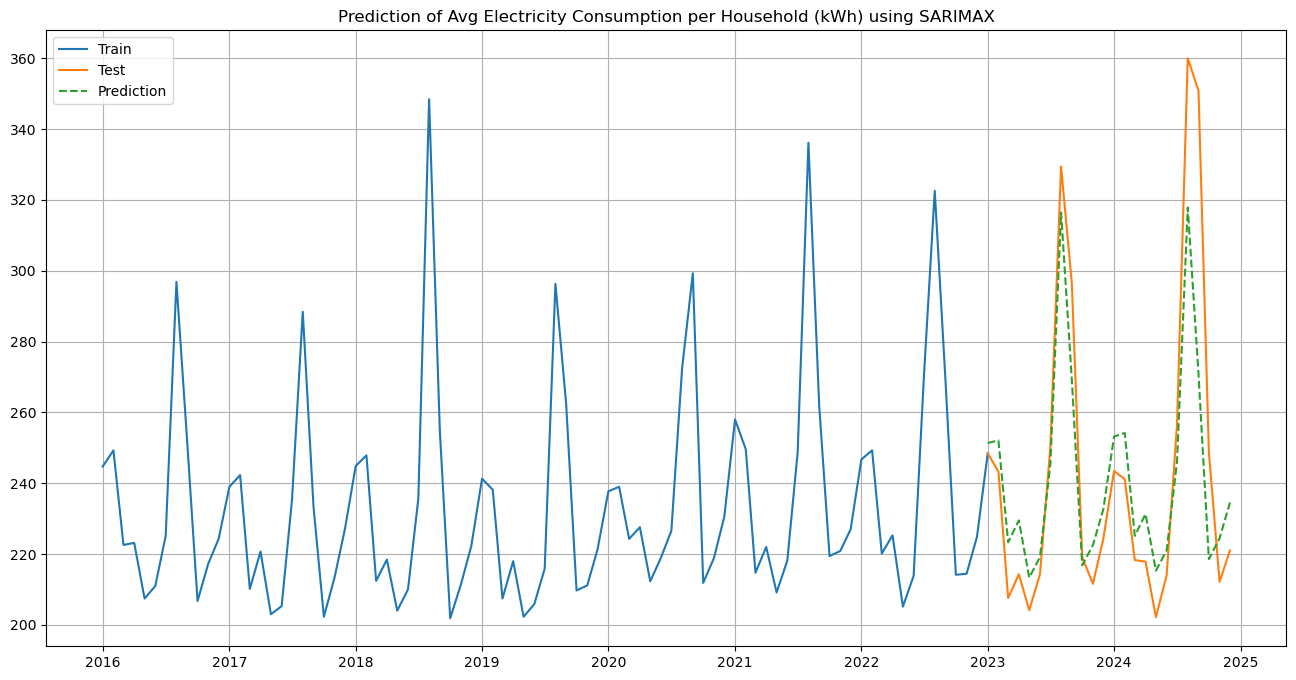 Prediction of Avg Electricity Consumption per Household (kWh) using SARIMAX
Train
Test
Prediction
360
340
320
300
280
260
240
220
200
2016 2017 2018 2019 2020 2021 2022 2023 2024 2025